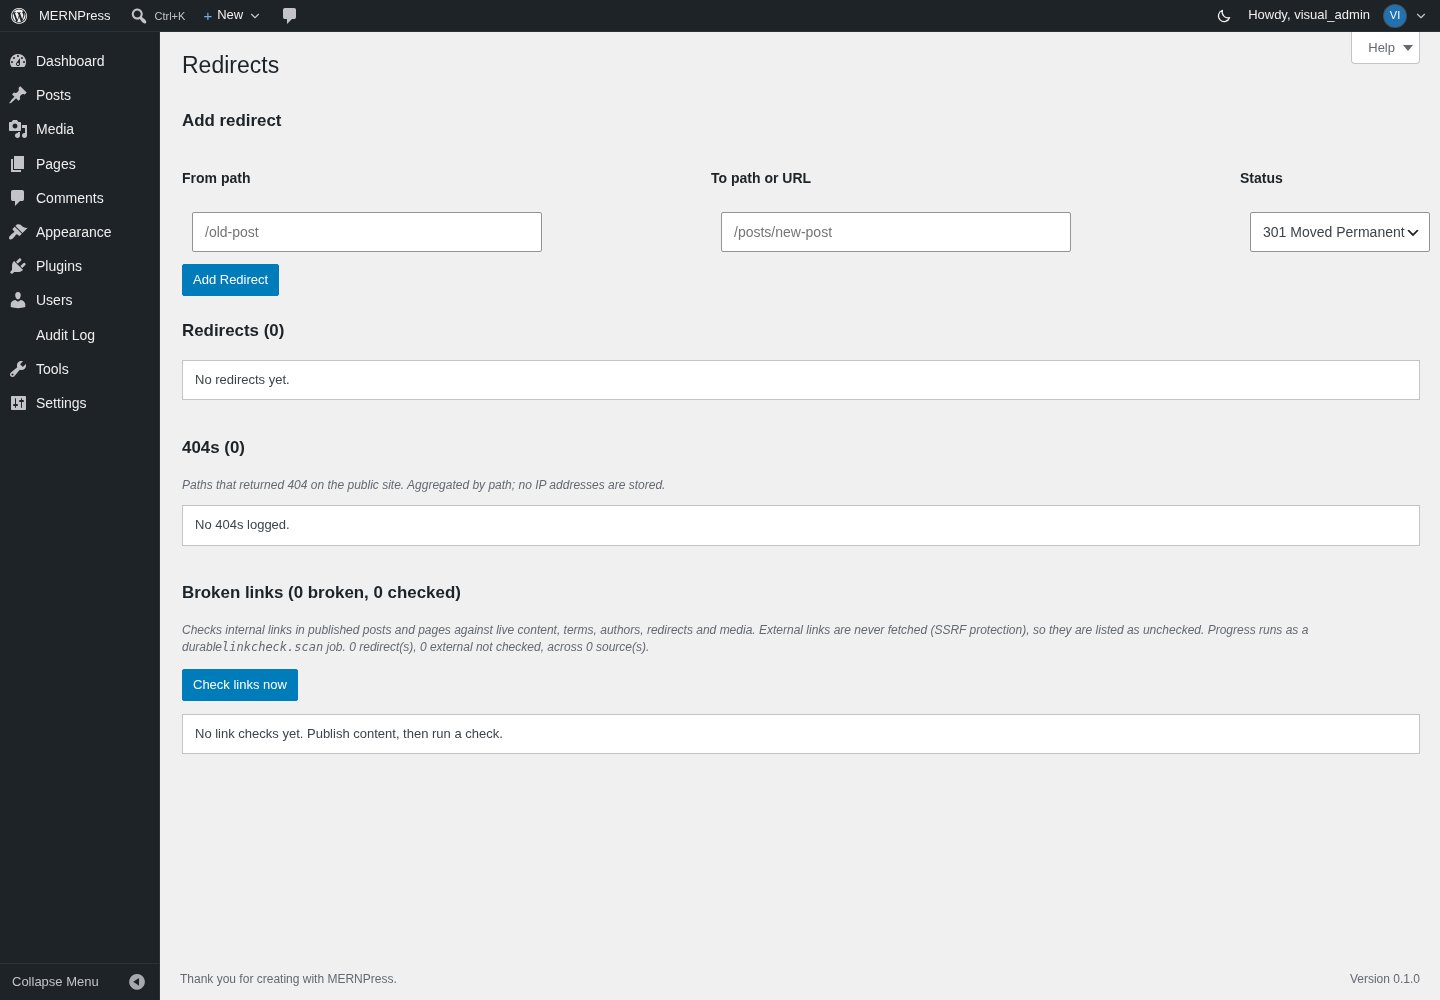 MERNPress Ctrl+K + New Howdy, visual_admin VI
Help
Dashboard
Posts
Media
Pages
Comments
Appearance
Plugins
Users
Audit Log
Tools
Settings
Collapse Menu
Redirects
Add redirect
From path To path or URL Status
/old-post /posts/new-post 301 Moved Permanent
Add Redirect
Redirects (0)
No redirects yet.
404s (0)
Paths that returned 404 on the public site. Aggregated by path; no IP addresses are stored.
No 404s logged.
Broken links (0 broken, 0 checked)
Checks internal links in published posts and pages against live content, terms, authors, redirects and media. External links are never fetched (SSRF protection), so they are listed as unchecked. Progress runs as a
durable linkcheck.scan job. 0 redirect(s), 0 external not checked, across 0 source(s).
Check links now
No link checks yet. Publish content, then run a check.
Thank you for creating with MERNPress. Version 0.1.0